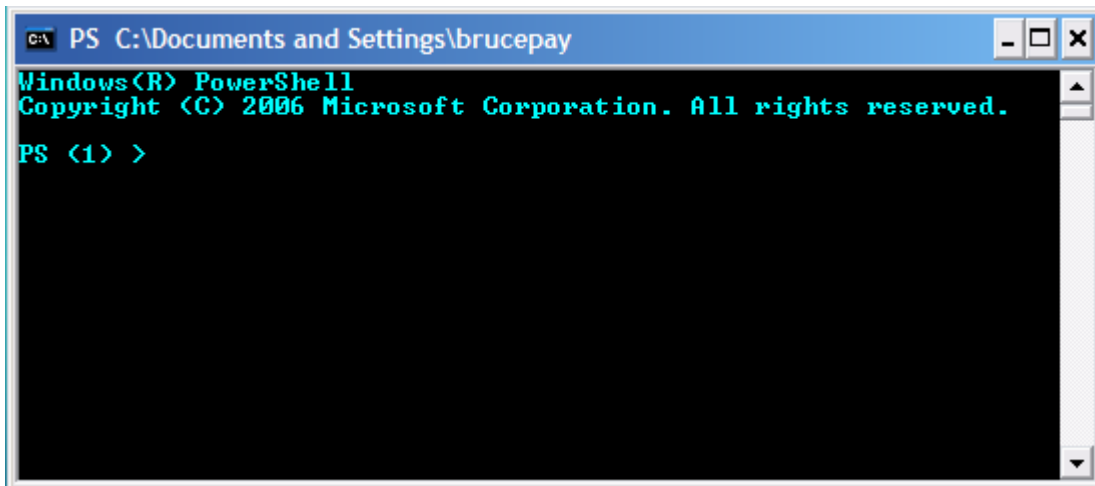 C:\ PS C:\Documents and Settings\brucepay
Windows(R) PowerShell
Copyright (C) 2006 Microsoft Corporation. All rights reserved.
PS (1) >